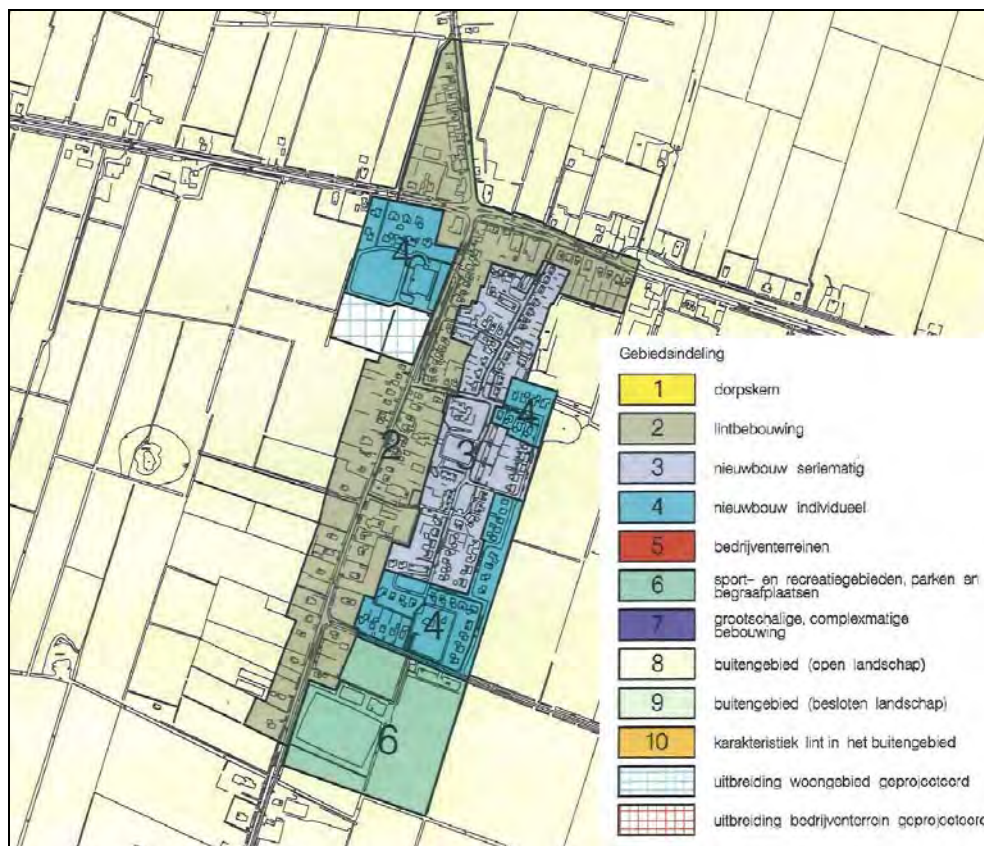 4
2
3
4
4
6
Gebiedsindeling
1 dorpskern
2 lintbebouwing
3 nieuwbouw seriematig
4 nieuwbouw individueel
5 bedrijventerreinen
6 sport- en recreatiegebieden, parken en
begraafplaatsen
7 grootschalige, complexmatige
bebouwing
8 buitengebied (open landschap)
9 buitengebied (besloten landschap)
10 karakteristiek lint in het buitengebied
uitbreiding woongebied geprojecteerd
uitbreiding bedrijventerrein geprojecteerd